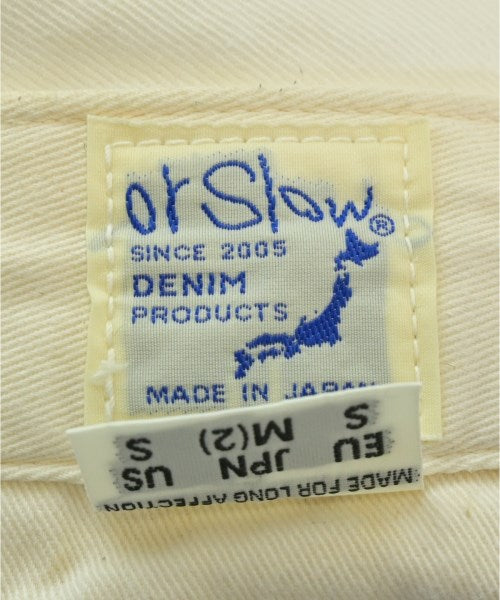 orSlow®
SINCE 2005
DENIM
PRODUCTS
MADE IN JAPAN
MADE FOR LONG AFFECTION
EU JPN US
S M(2) S